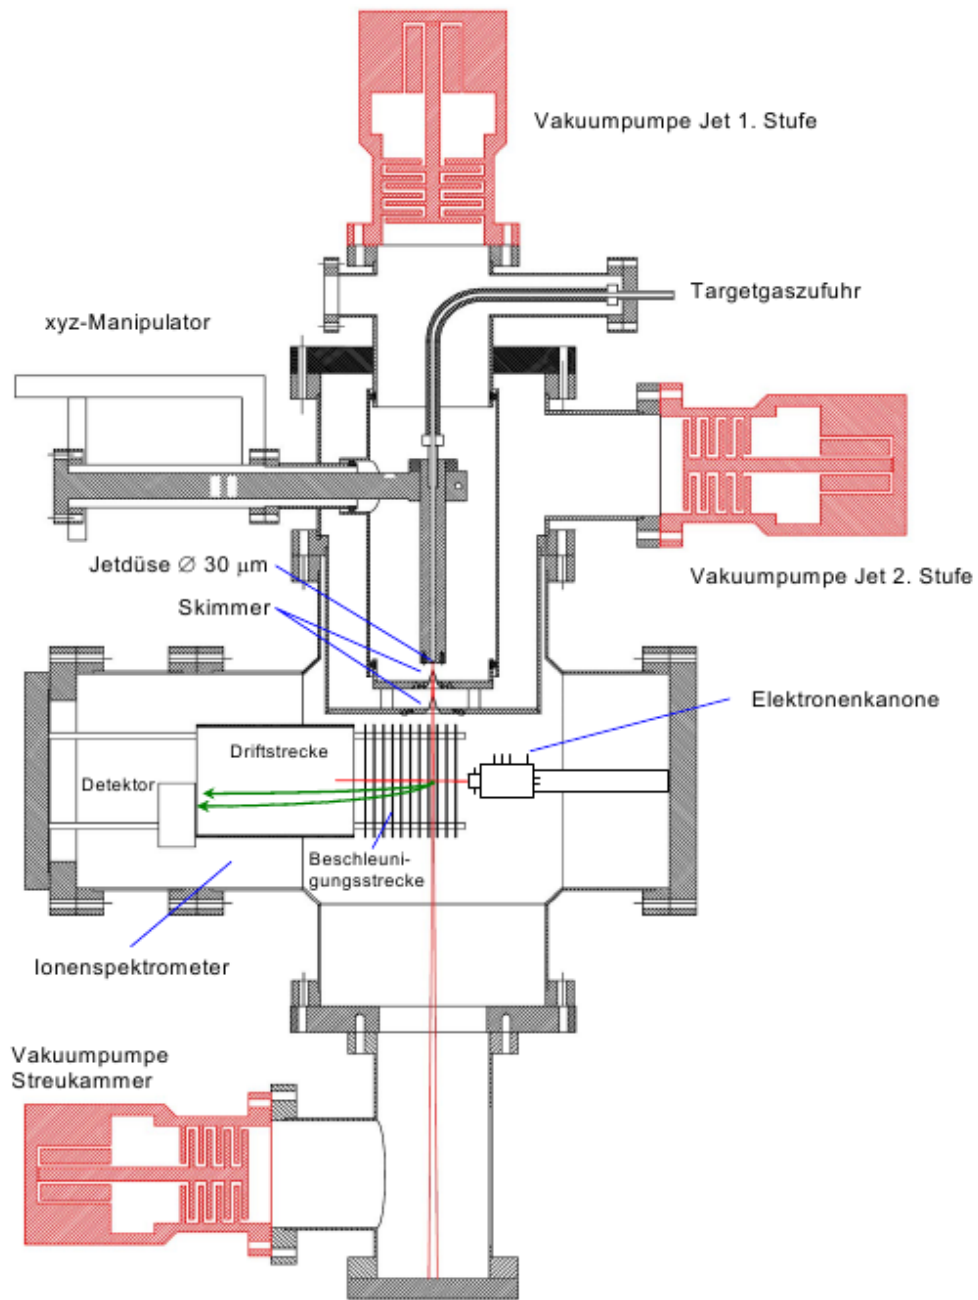 Vakuumpumpe Jet 1. Stufe
Targetgaszufuhr
xyz-Manipulator
Jetdüse ∅ 30 μm
Vakuumpumpe Jet 2. Stufe
Skimmer
Elektronenkanone
Driftstrecke
Detektor
Beschleuni-
gungsstrecke
Ionenspektrometer
Vakuumpumpe
Streukammer